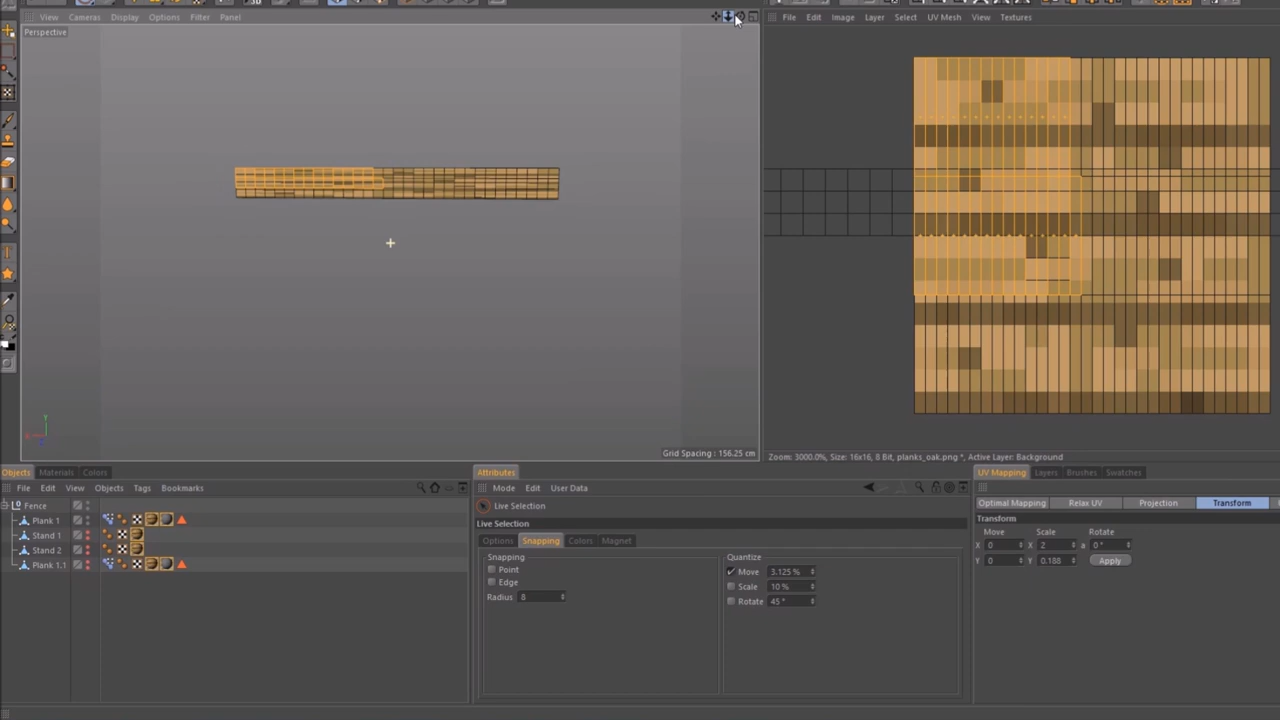 View Cameras Display Options Filter Panel
File Edit Image Layer Select UV Mesh View Textures
Perspective
Grid Spacing : 156.25 cm
Zoom: 3000.0%, Size: 16x16, 8 Bit, planks_oak.png *, Active Layer: Background
Objects Materials Colors
File Edit View Objects Tags Bookmarks
Fence
Plank 1
Stand 1
Stand 2
Plank 1.1
Attributes
Mode Edit User Data
Live Selection
Live Selection
Options Snapping Colors Magnet
Snapping Quantize
Point Move 3.125 %
Edge Scale 10 %
Radius 8 Rotate 45 °
UV Mapping Layers Brushes Swatches
Optimal Mapping Relax UV Projection Transform
Transform
Move Scale Rotate
X 0 X 2 a 0 °
Y 0 Y 0.188 Apply